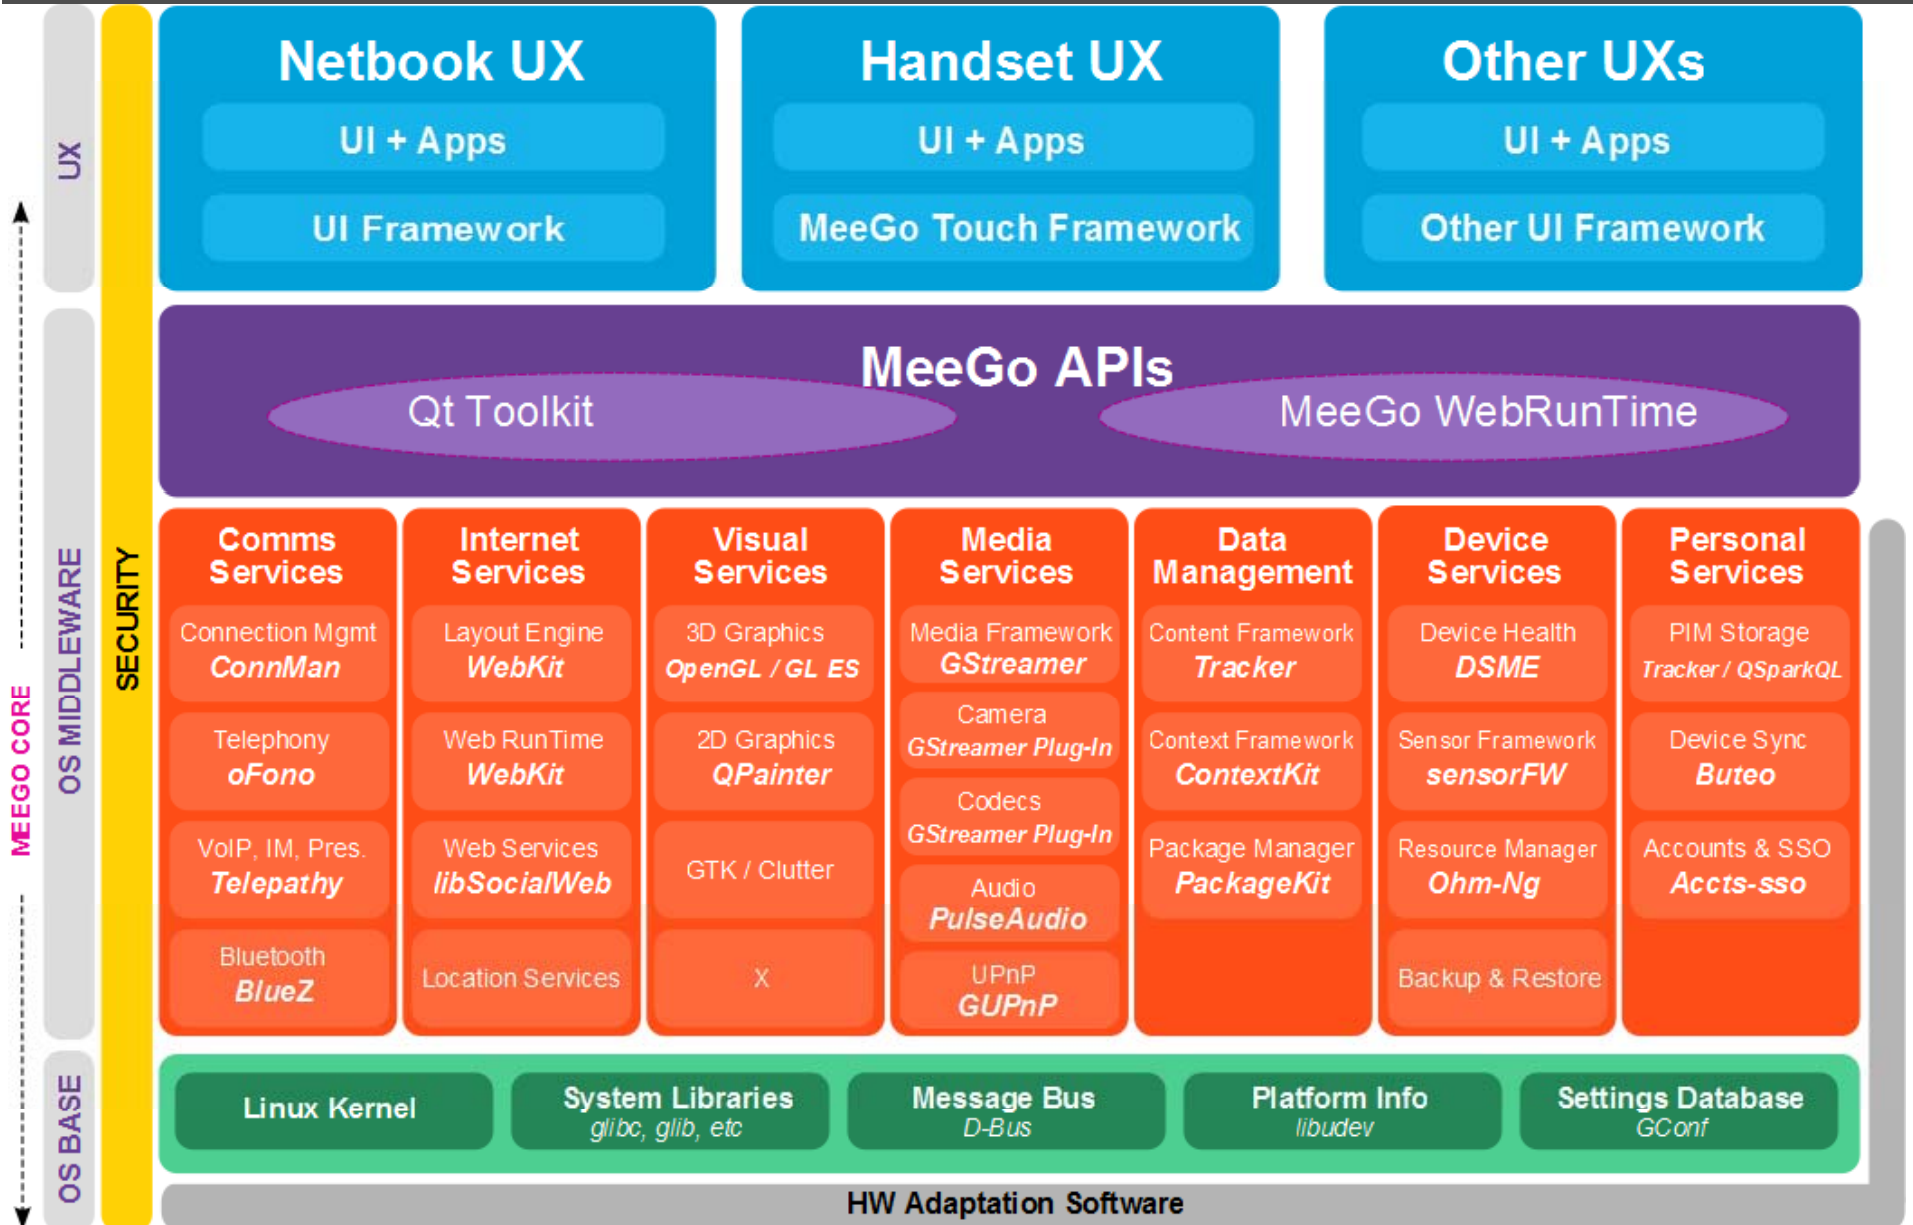 Netbook UX
UI + Apps
UI Framework
Handset UX
UI + Apps
MeeGo Touch Framework
Other UXs
UI + Apps
Other UI Framework
UX
OS MIDDLEWARE
OS BASE
MEEGO CORE
SECURITY
MeeGo APIs
Qt Toolkit
MeeGo WebRunTime
Comms
Services
Connection Mgmt
ConnMan
Telephony
oFono
VoIP, IM, Pres.
Telepathy
Bluetooth
BlueZ
Internet
Services
Layout Engine
WebKit
Web RunTime
WebKit
Web Services
libSocialWeb
Location Services
Visual
Services
3D Graphics
OpenGL / GL ES
2D Graphics
QPainter
GTK / Clutter
X
Media
Services
Media Framework
GStreamer
Camera
GStreamer Plug-In
Codecs
GStreamer Plug-In
Audio
PulseAudio
UPnP
GUPnP
Data
Management
Content Framework
Tracker
Context Framework
ContextKit
Package Manager
PackageKit
Device
Services
Device Health
DSME
Sensor Framework
sensorFW
Resource Manager
Ohm-Ng
Backup & Restore
Personal
Services
PIM Storage
Tracker / QSparkQL
Device Sync
Buteo
Accounts & SSO
Accts-sso
Linux Kernel
System Libraries
glibc, glib, etc
Message Bus
D-Bus
Platform Info
libudev
Settings Database
GConf
HW Adaptation Software